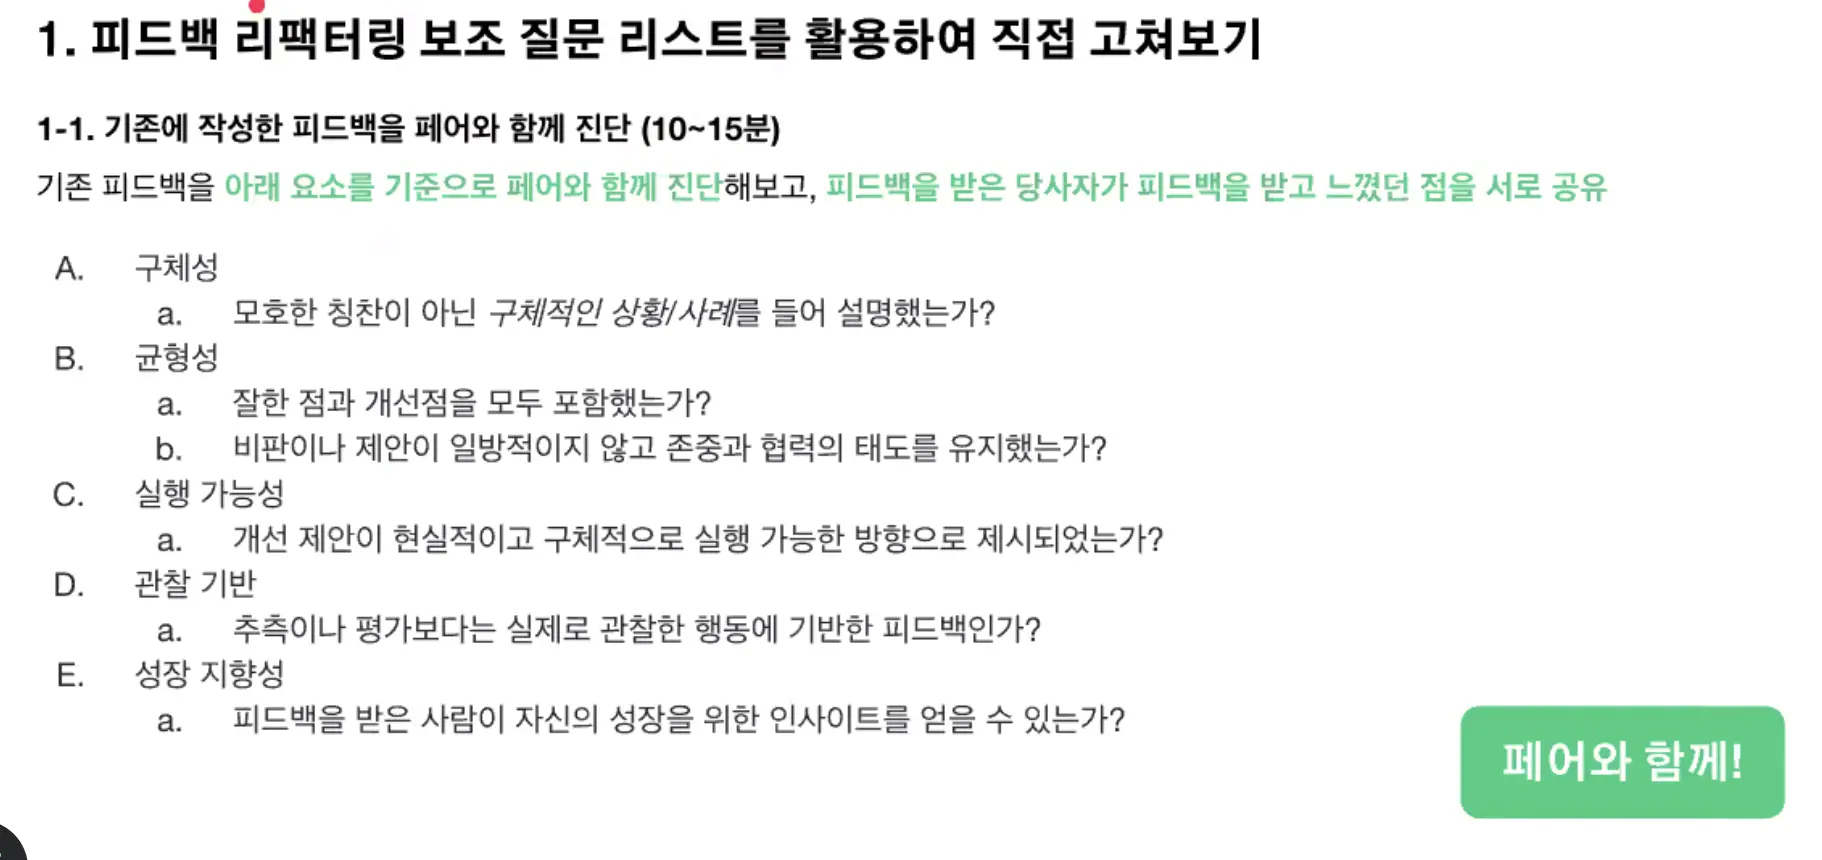 1. 피드백 리팩터링 보조 질문 리스트를 활용하여 직접 고쳐보기
1-1. 기존에 작성한 피드백을 페어와 함께 진단 (10~15분)
기존 피드백을 아래 요소를 기준으로 페어와 함께 진단해보고, 피드백을 받은 당사자가 피드백을 받고 느꼈던 점을 서로 공유
A. 구체성
a. 모호한 칭찬이 아닌 구체적인 상황/사례를 들어 설명했는가?
B. 균형성
a. 잘한 점과 개선점을 모두 포함했는가?
b. 비판이나 제안이 일방적이지 않고 존중과 협력의 태도를 유지했는가?
C. 실행 가능성
a. 개선 제안이 현실적이고 구체적으로 실행 가능한 방향으로 제시되었는가?
D. 관찰 기반
a. 추측이나 평가보다는 실제로 관찰한 행동에 기반한 피드백인가?
E. 성장 지향성
a. 피드백을 받은 사람이 자신의 성장을 위한 인사이트를 얻을 수 있는가?
페어와 함께!